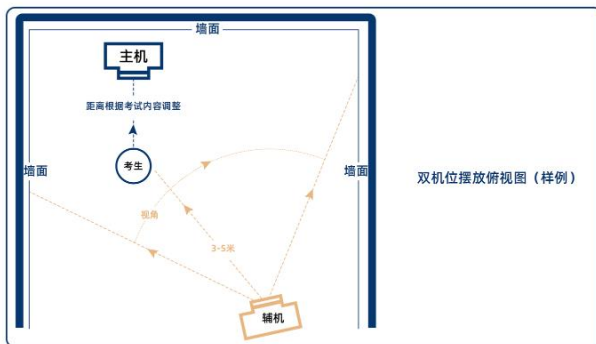 墙面
主机
距离根据考试内容调整
考生
墙面
墙面
双机位摆放俯视图（样例）
视角
3-5米
辅机